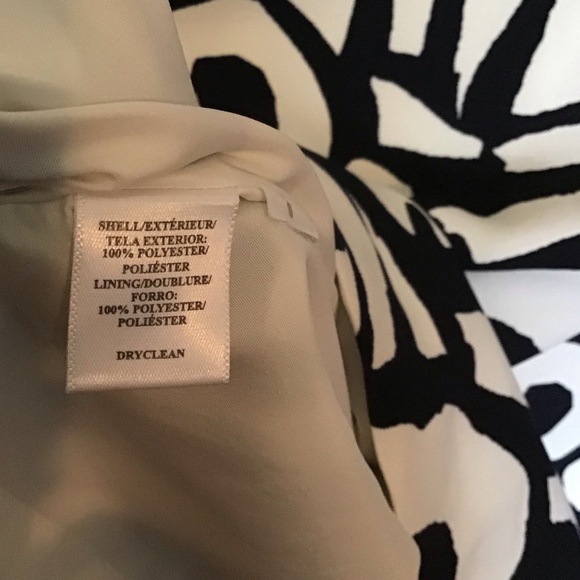 SHELL/EXTÉRIEUR/
TELA EXTERIOR:
100% POLYESTER/
POLIÉSTER
LINING/DOUBLURE/
FORRO:
100% POLYESTER/
POLIÉSTER
DRYCLEAN